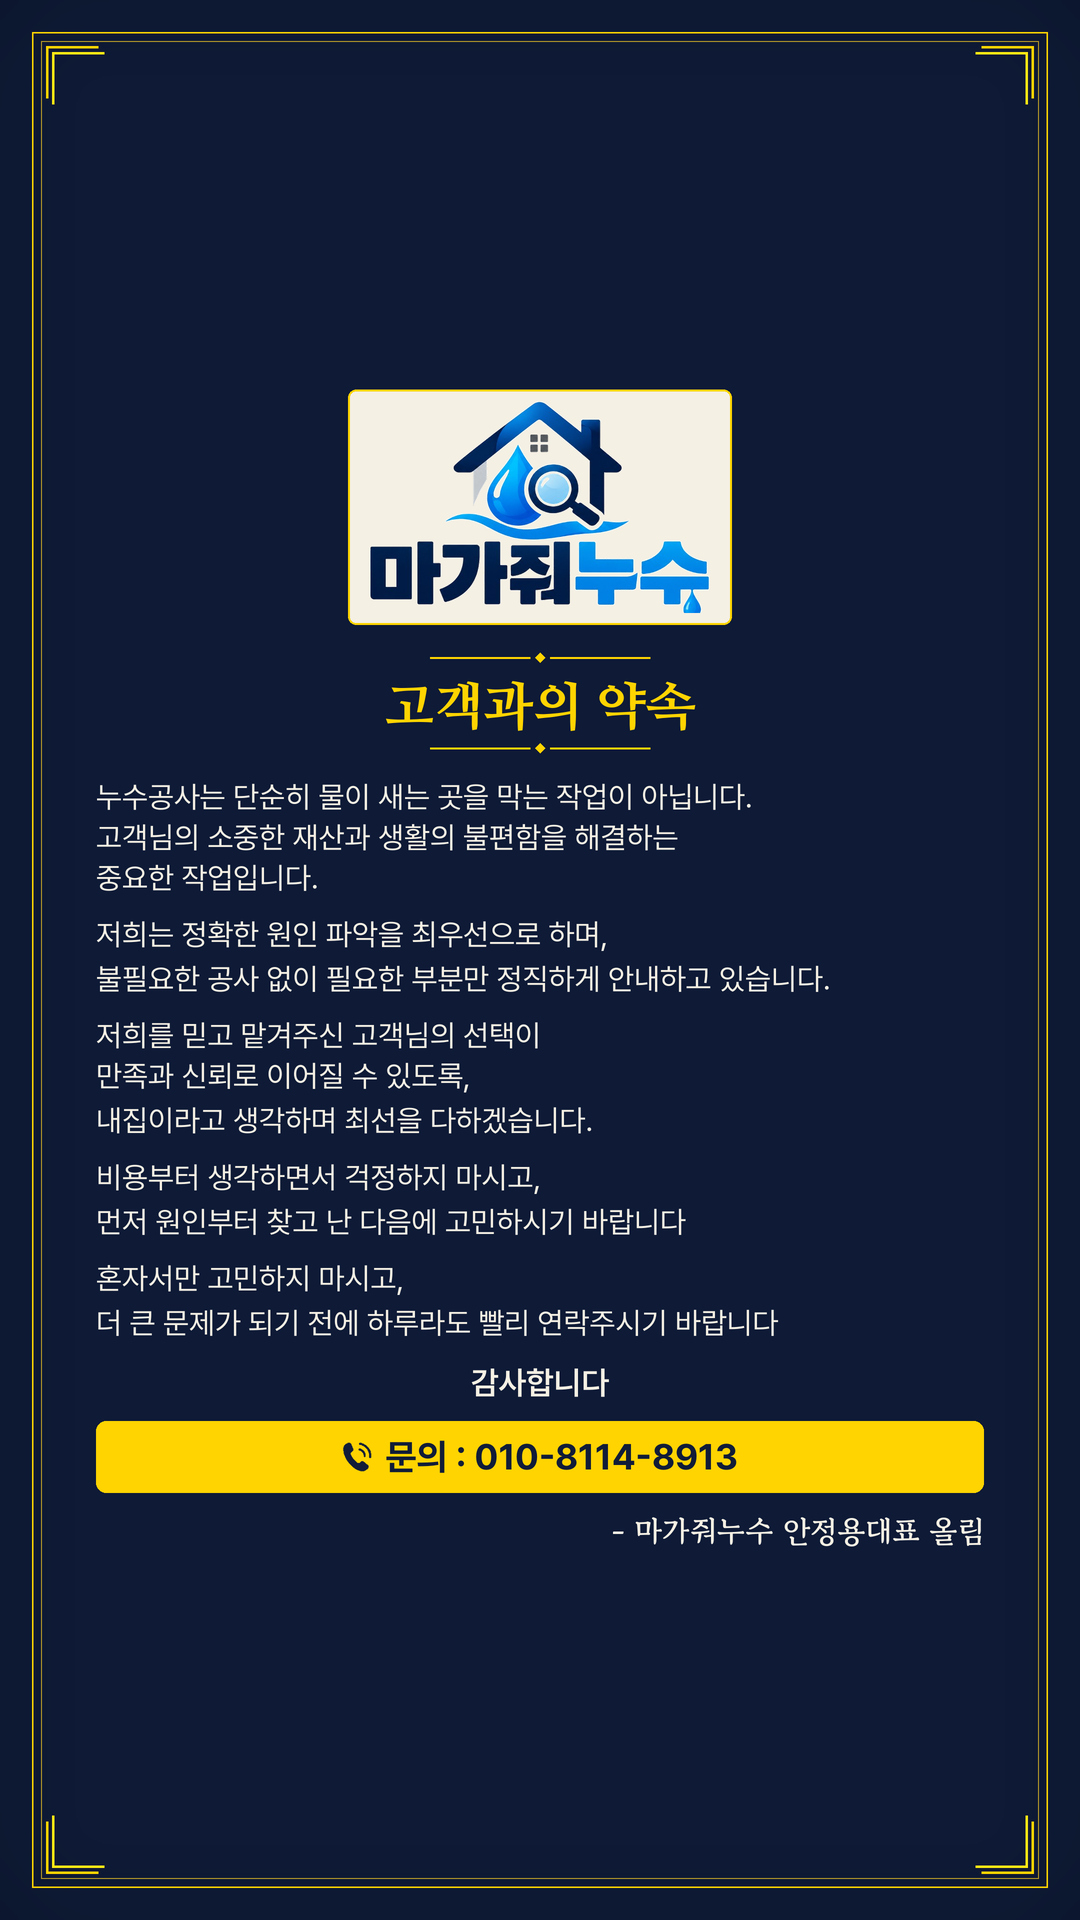 마가줘누수
고객과의 약속
누수공사는 단순히 물이 새는 곳을 막는 작업이 아닙니다.
고객님의 소중한 재산과 생활의 불편함을 해결하는
중요한 작업입니다.
저희는 정확한 원인 파악을 최우선으로 하며,
불필요한 공사 없이 필요한 부분만 정직하게 안내하고 있습니다.
저희를 믿고 맡겨주신 고객님의 선택이
만족과 신뢰로 이어질 수 있도록,
내집이라고 생각하며 최선을 다하겠습니다.
비용부터 생각하면서 걱정하지 마시고,
먼저 원인부터 찾고 난 다음에 고민하시기 바랍니다
혼자서만 고민하지 마시고,
더 큰 문제가 되기 전에 하루라도 빨리 연락주시기 바랍니다
감사합니다
문의 : 010-8114-8913
- 마가줘누수 안정용대표 올림